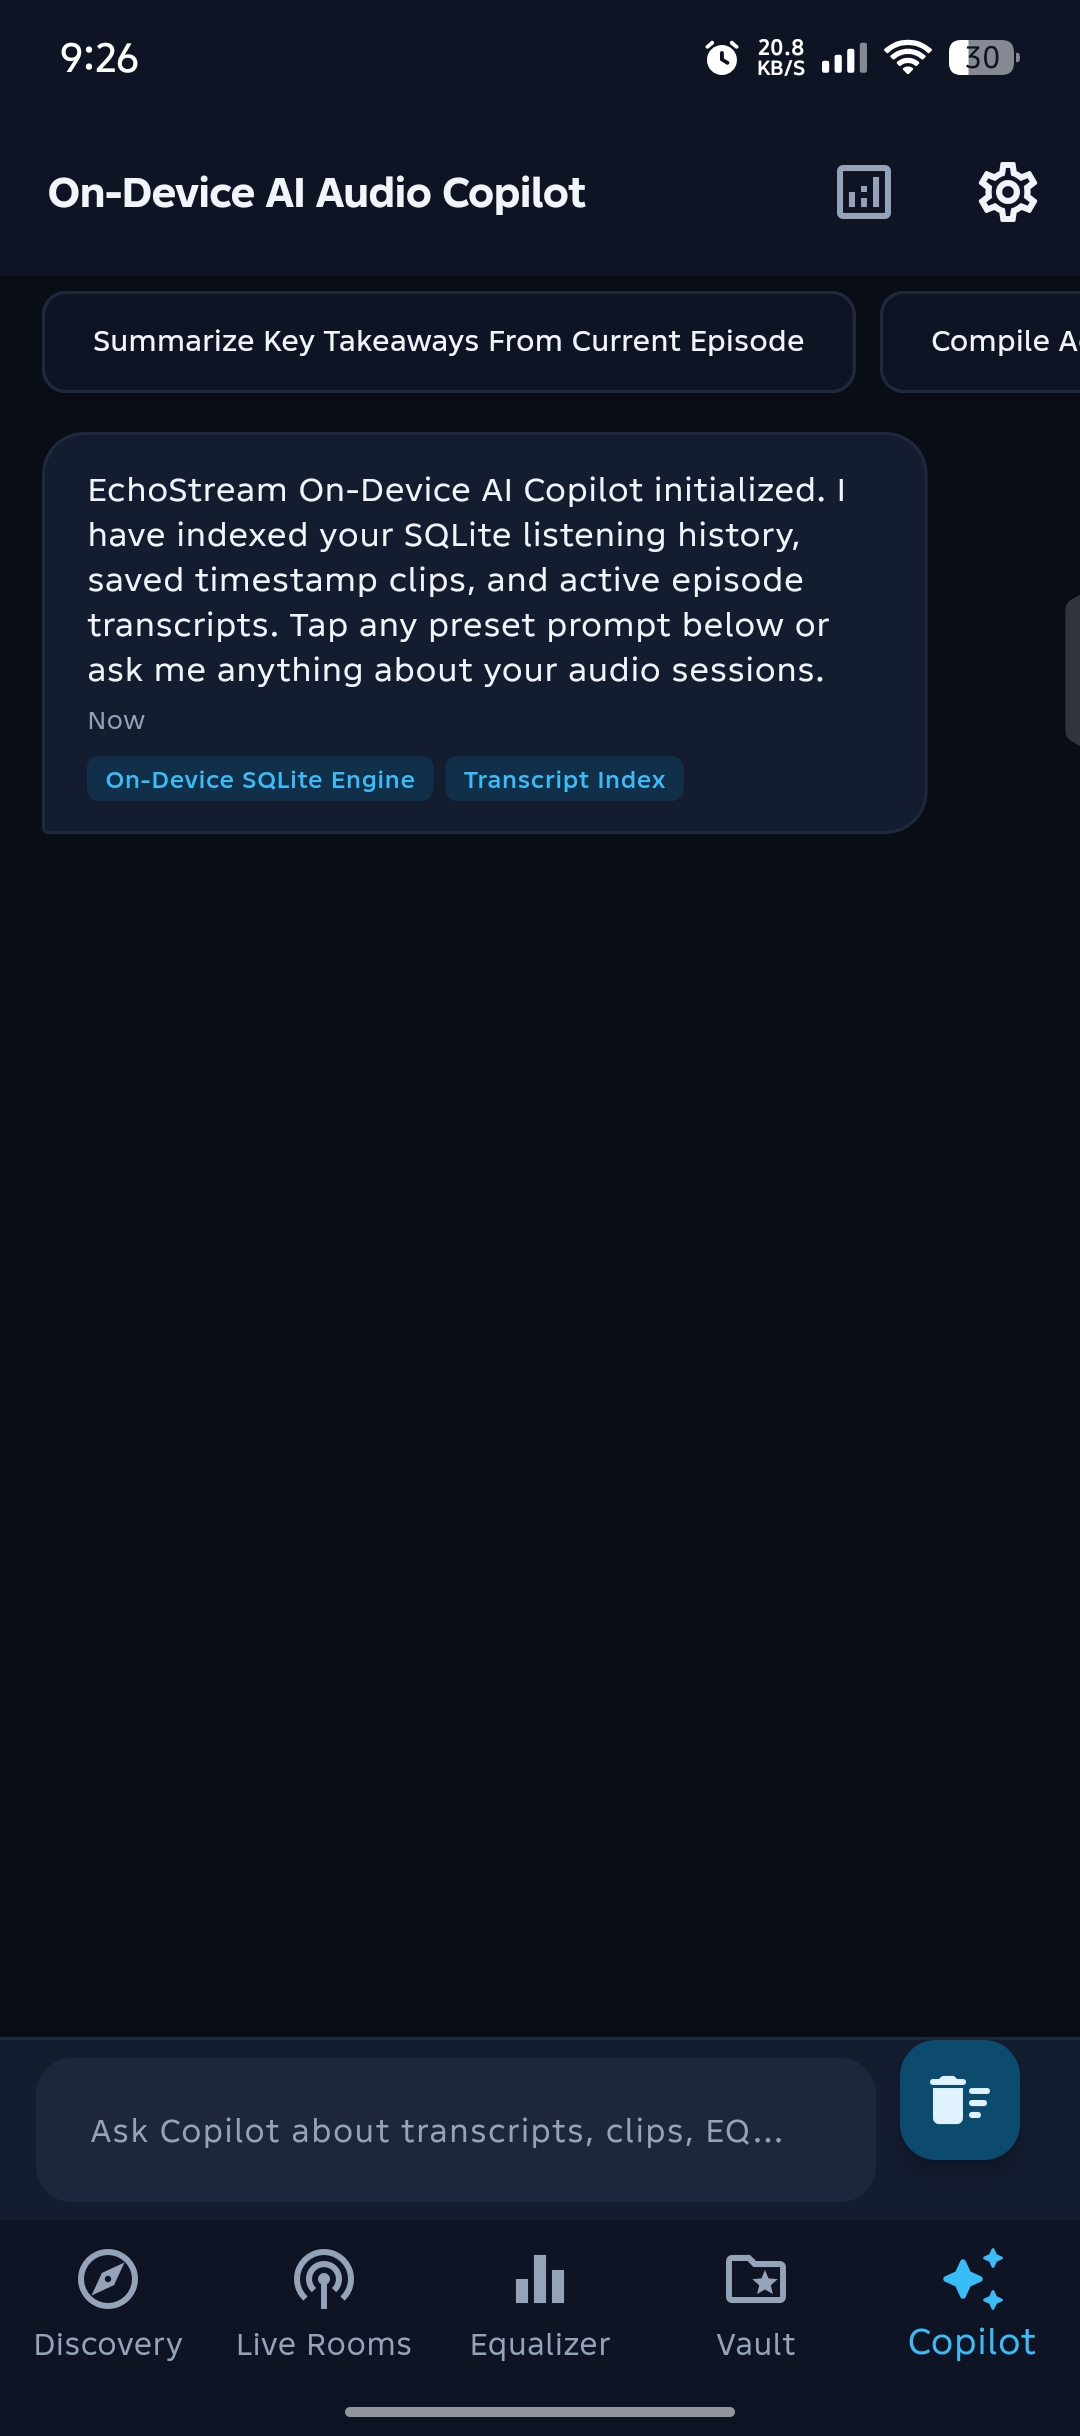 9:26
20.8
KB/S
30
On-Device AI Audio Copilot
Summarize Key Takeaways From Current Episode
Compile
EchoStream On-Device AI Copilot initialized. I
have indexed your SQLite listening history,
saved timestamp clips, and active episode
transcripts. Tap any preset prompt below or
ask me anything about your audio sessions.
Now
On-Device SQLite Engine
Transcript Index
Ask Copilot about transcripts, clips, EQ...
Discovery
Live Rooms
Equalizer
Vault
Copilot